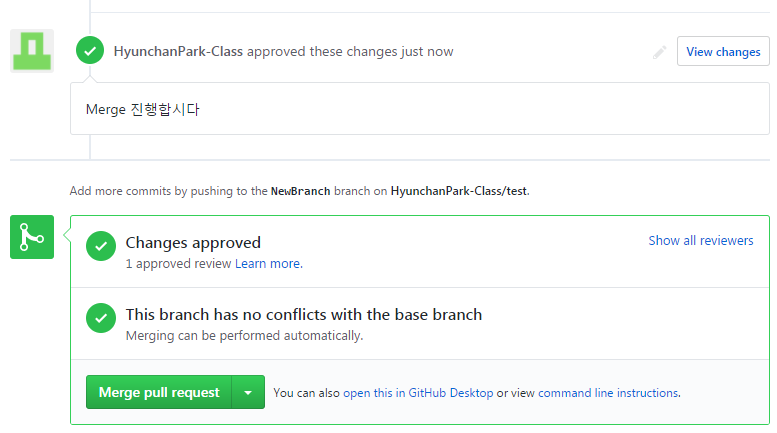 HyunchanPark-Class approved these changes just now
View changes
Merge 진행합시다
Add more commits by pushing to the NewBranch branch on HyunchanPark-Class/test.
Changes approved
Show all reviewers
1 approved review Learn more.
This branch has no conflicts with the base branch
Merging can be performed automatically.
Merge pull request
You can also open this in GitHub Desktop or view command line instructions.